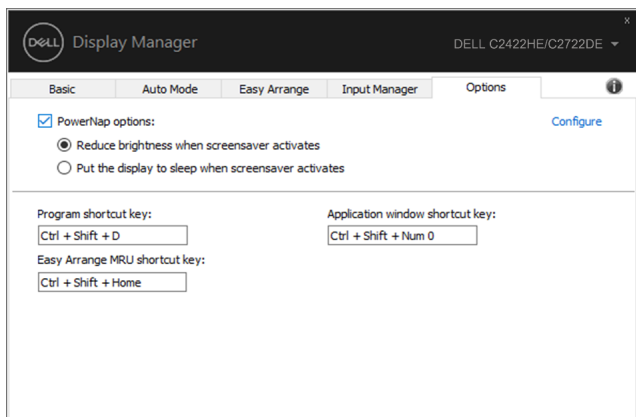 DELL Display Manager
x
DELL C2422HE/C2722DE
Basic Auto Mode Easy Arrange Input Manager Options i
PowerNap options: Configure
Reduce brightness when screensaver activates
Put the display to sleep when screensaver activates
Program shortcut key: Application window shortcut key:
Ctrl + Shift + D Ctrl + Shift + Num 0
Easy Arrange MRU shortcut key:
Ctrl + Shift + Home